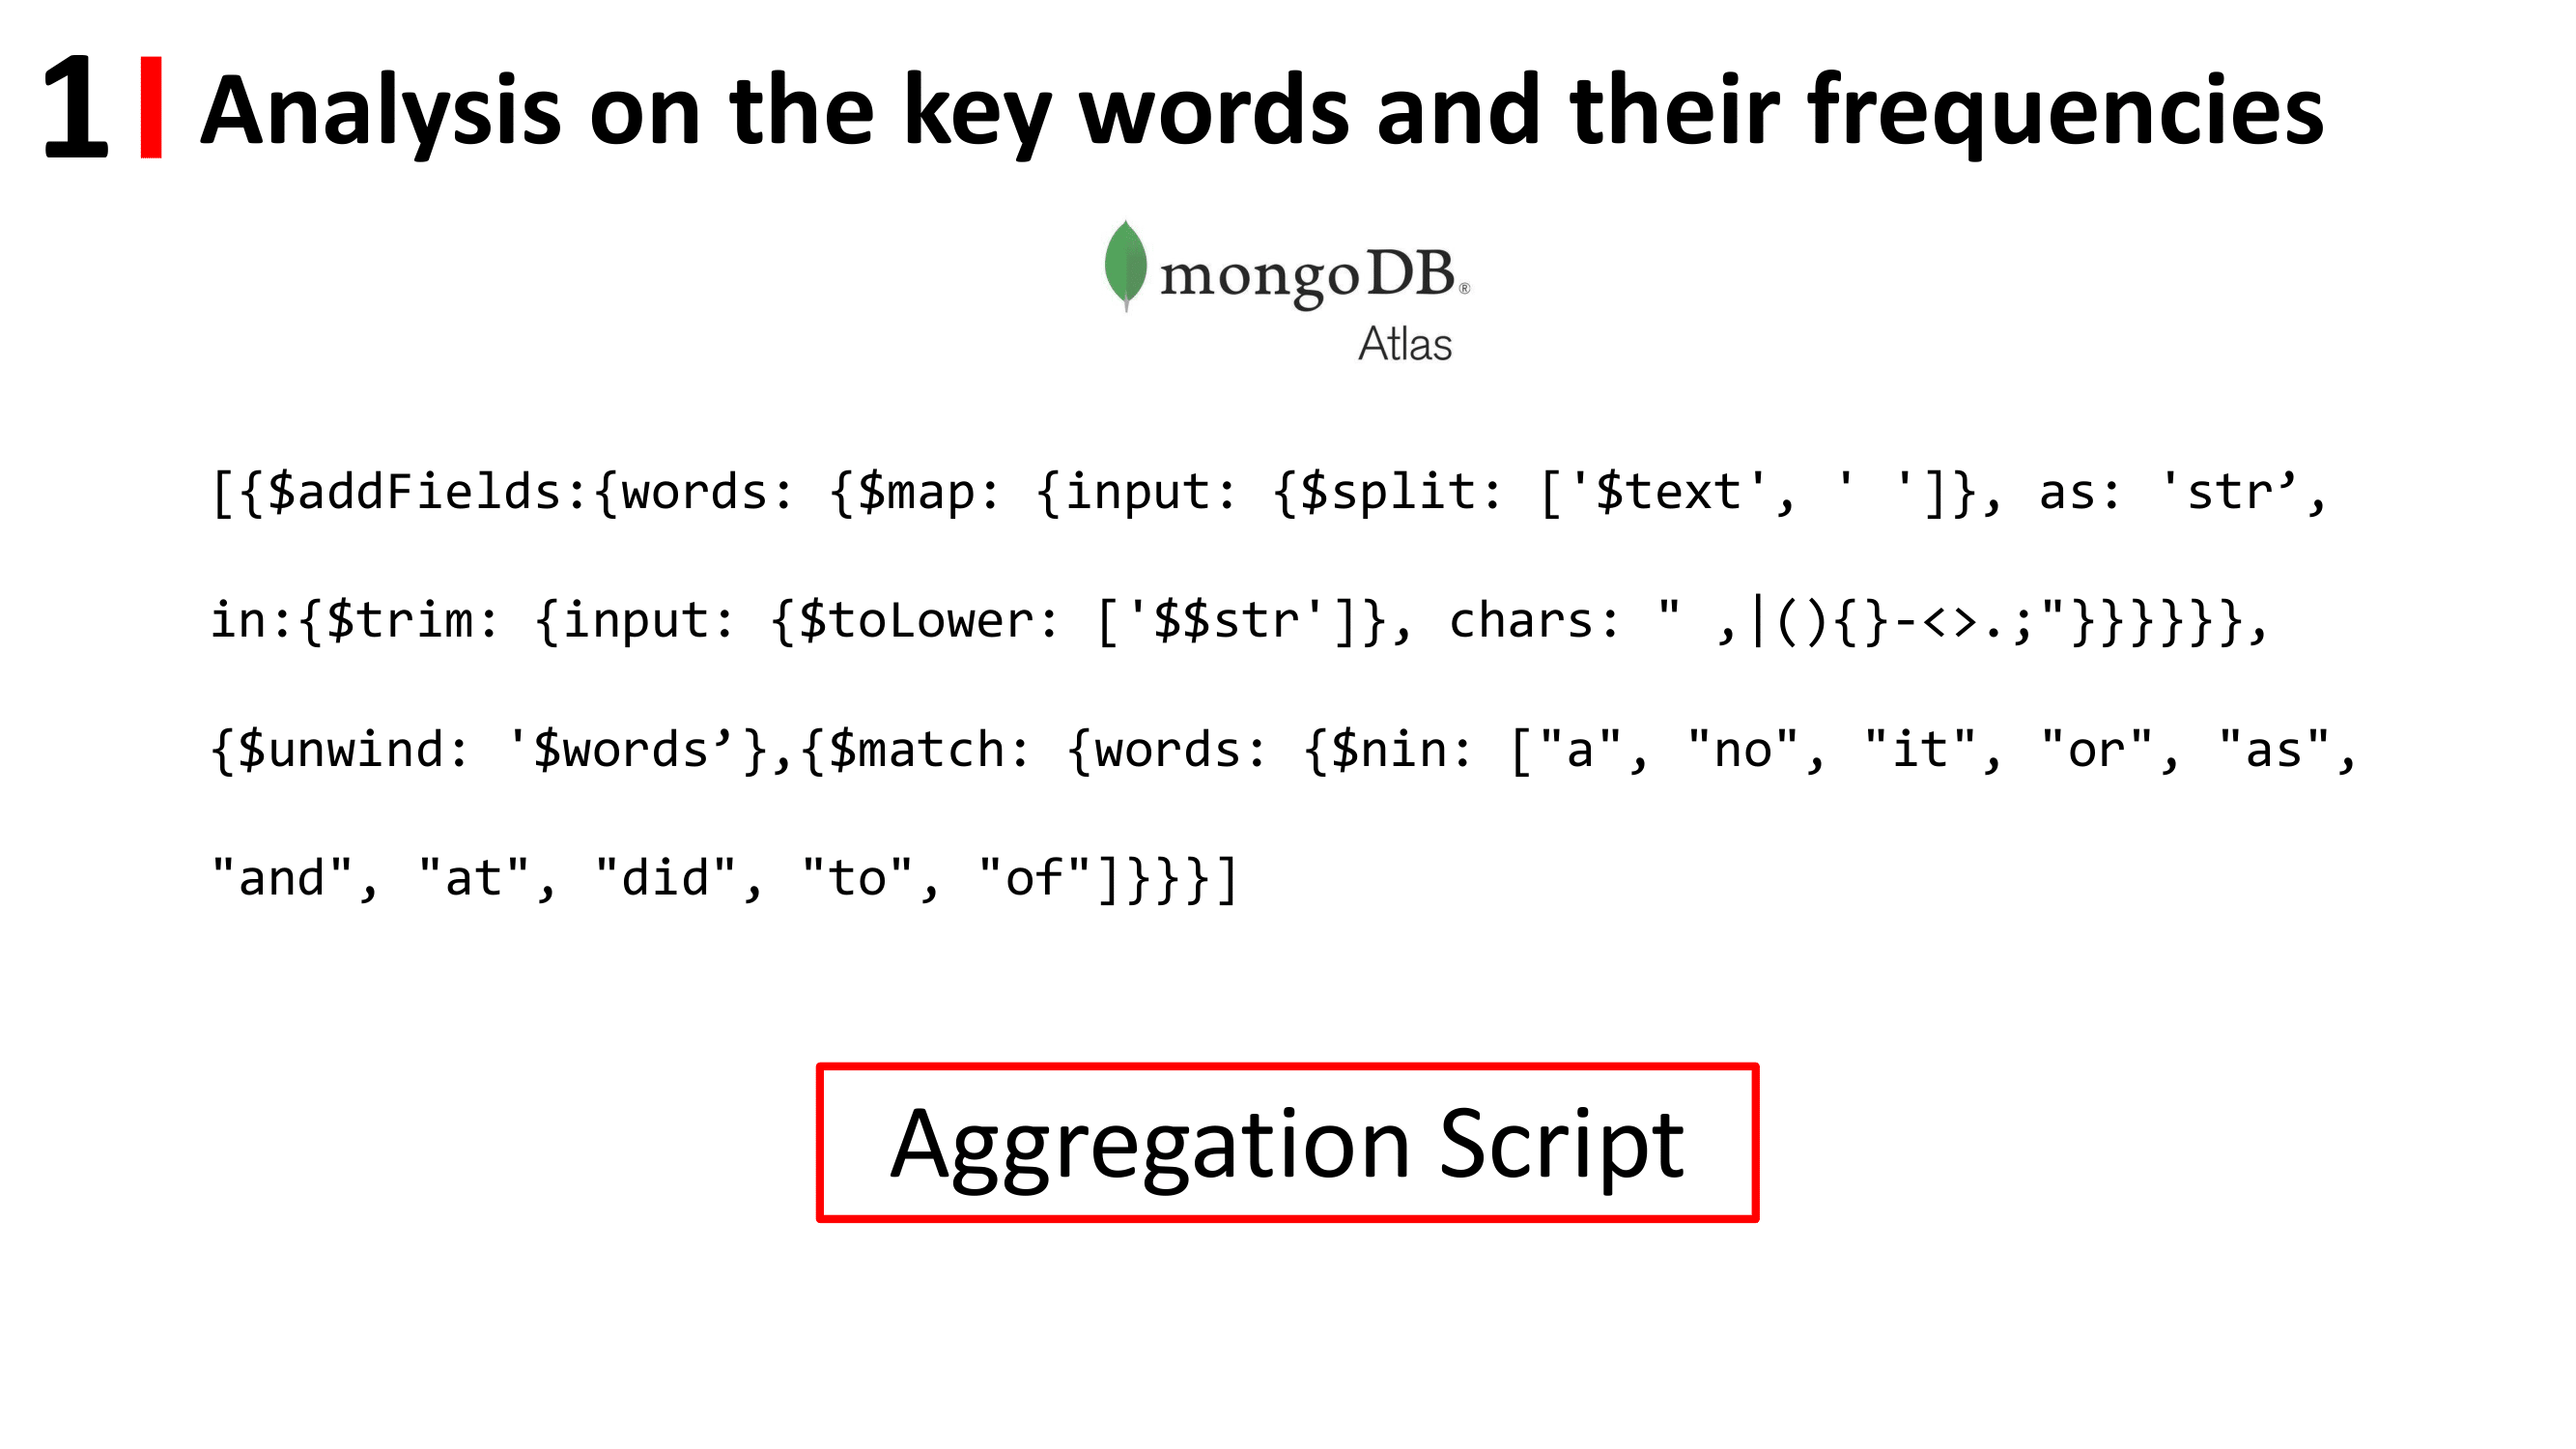 1 Analysis on the key words and their frequencies
mongoDB®
Atlas
[{$addFields:{words: {$map: {input: {$split: ['$text', ' ']}, as: 'str’,
in:{$trim: {input: {$toLower: ['$$str']}, chars: " ,|(){}-<>.;"}}}}}},
{$unwind: '$words’},{$match: {words: {$nin: ["a", "no", "it", "or", "as",
"and", "at", "did", "to", "of"]}}}]
Aggregation Script